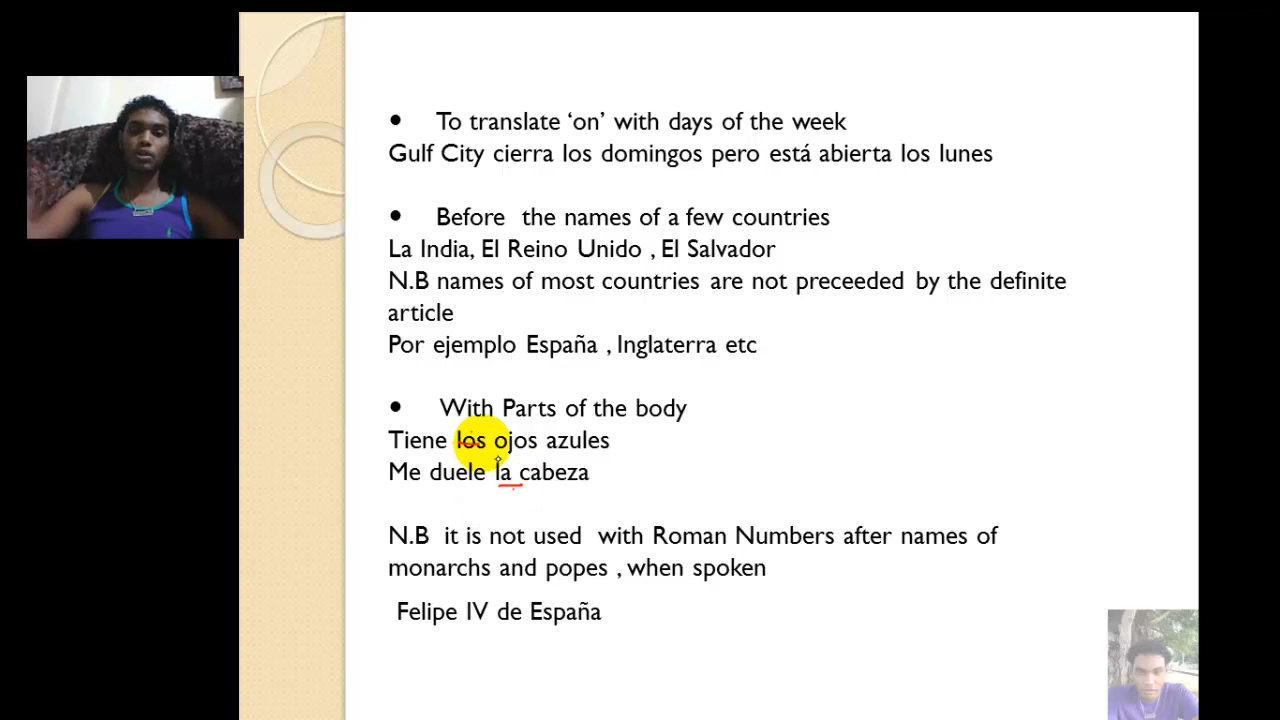 • To translate ‘on’ with days of the week
Gulf City cierra los domingos pero está abierta los lunes
• Before the names of a few countries
La India, El Reino Unido , El Salvador
N.B names of most countries are not preceeded by the definite
article
Por ejemplo España , Inglaterra etc
• With Parts of the body
Tiene los ojos azules
Me duele la cabeza
N.B it is not used with Roman Numbers after names of
monarchs and popes , when spoken
Felipe IV de España